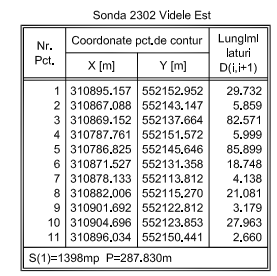 Sonda 2302 Videle Est
Nr. Pct. Coordonate pct.de contur LungImI laturi D(i,i+1)
X [m] Y [m]
1 310895.157 552152.952 29.732
2 310867.088 552143.147 5.859
3 310869.152 552137.664 82.571
4 310787.761 552151.572 5.999
5 310786.825 552145.646 85.899
6 310871.527 552131.358 18.748
7 310878.133 552113.812 4.138
8 310882.006 552115.270 21.081
9 310901.692 552122.812 3.179
10 310904.696 552123.853 27.963
11 310896.034 552150.441 2.660
S(1)=1398mp P=287.830m